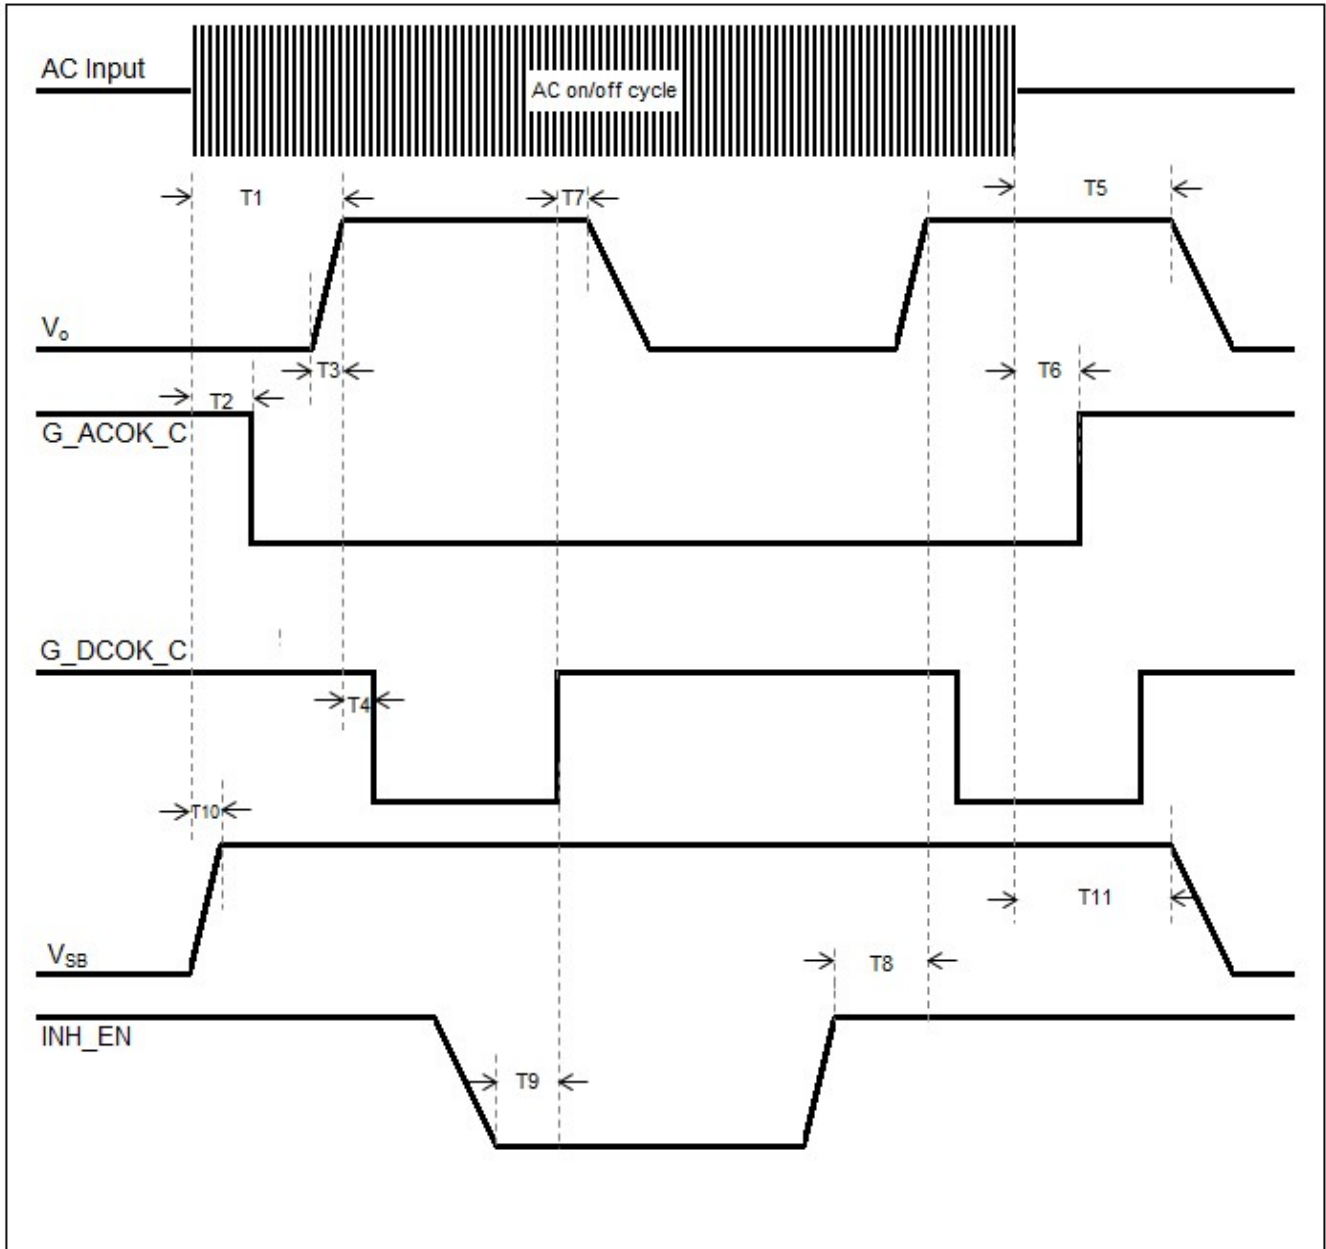 AC Input
AC on/off cycle
T1
T7
T5
Vo
T3
T6
T2
G_ACOK_C
G_DCOK_C
T4
T10
T11
VSB
T8
INH_EN
T9